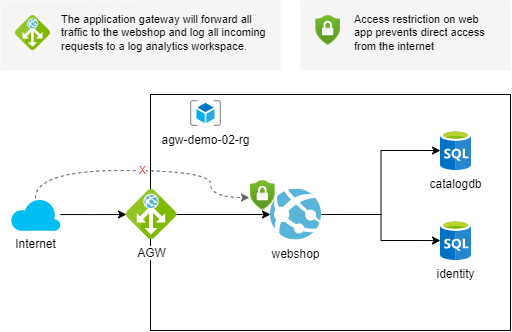 The application gateway will forward all
traffic to the webshop and log all incoming
requests to a log analytics workspace.
Access restriction on web
app prevents direct access
from the internet
agw-demo-02-rg
X
SQL
catalogdb
Internet
AGW
webshop
SQL
identity